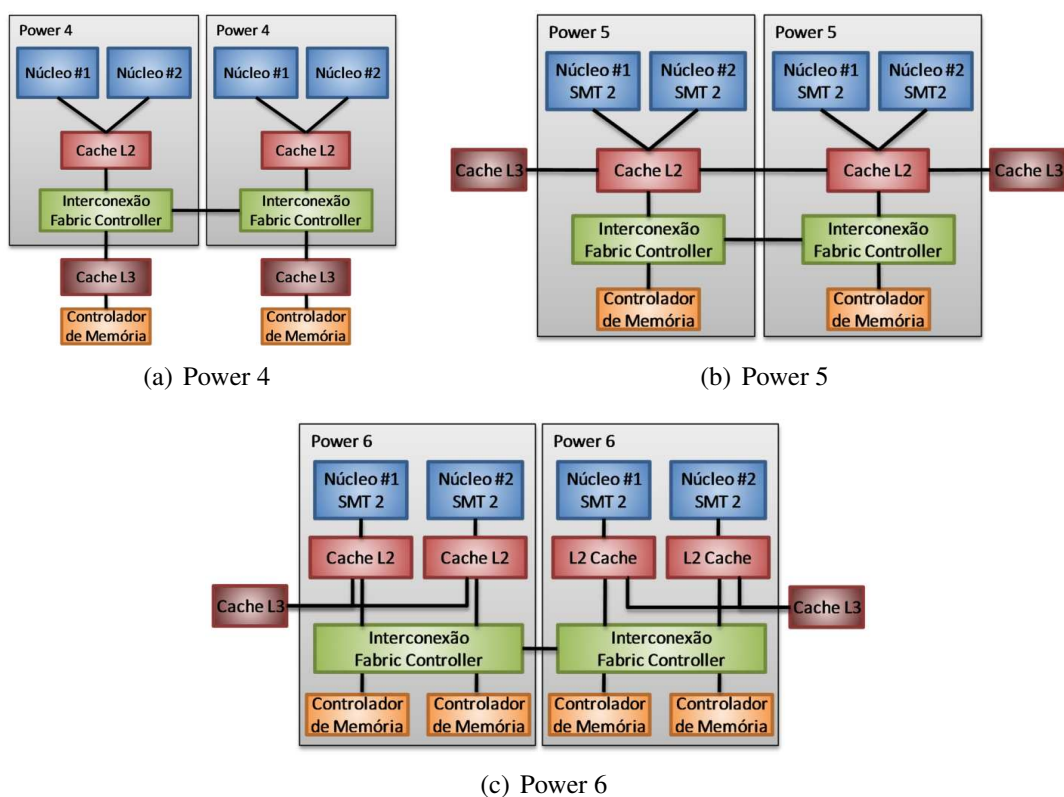 Power 4
Núcleo #1
Núcleo #2
Cache L2
Interconexão
Fabric Controller
Cache L3
Controlador
de Memória
Power 4
Núcleo #1
Núcleo #2
Cache L2
Interconexão
Fabric Controller
Cache L3
Controlador
de Memória
(a) Power 4
Power 5
Núcleo #1
SMT 2
Núcleo #2
SMT 2
Cache L3
Cache L2
Interconexão
Fabric Controller
Controlador
de Memória
Power 5
Núcleo #1
SMT 2
Núcleo #2
SMT2
Cache L2
Cache L3
Interconexão
Fabric Controller
Controlador
de Memória
(b) Power 5
Power 6
Núcleo #1
SMT 2
Núcleo #2
SMT 2
Cache L2
Cache L2
Cache L3
Interconexão
Fabric Controller
Controlador
de Memória
Controlador
de Memória
Power 6
Núcleo #1
SMT 2
Núcleo #2
SMT 2
L2 Cache
L2 Cache
Cache L3
Interconexão
Fabric Controller
Controlador
de Memória
Controlador
de Memória
(c) Power 6